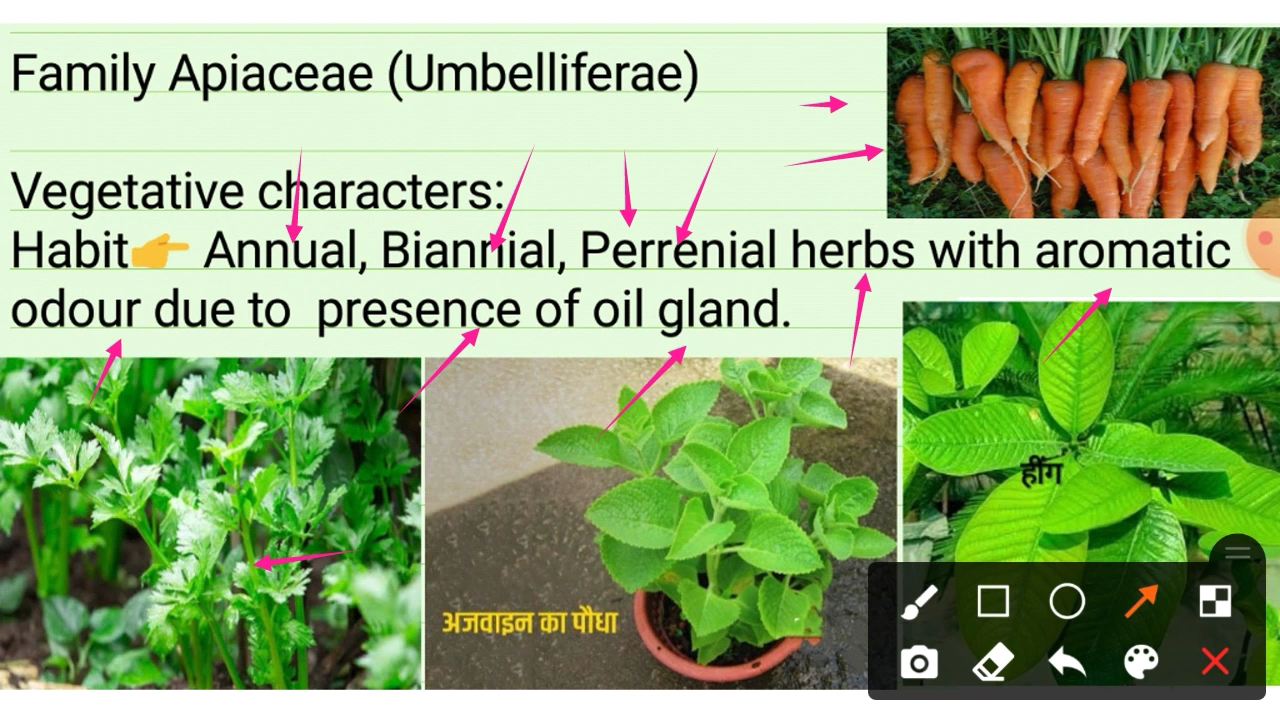 Family Apiaceae (Umbelliferae)
Vegetative characters:
Habit👉 Annual, Biannial, Perrenial herbs with aromatic
odour due to presence of oil gland.
हींग
अजवाइन का पौधा